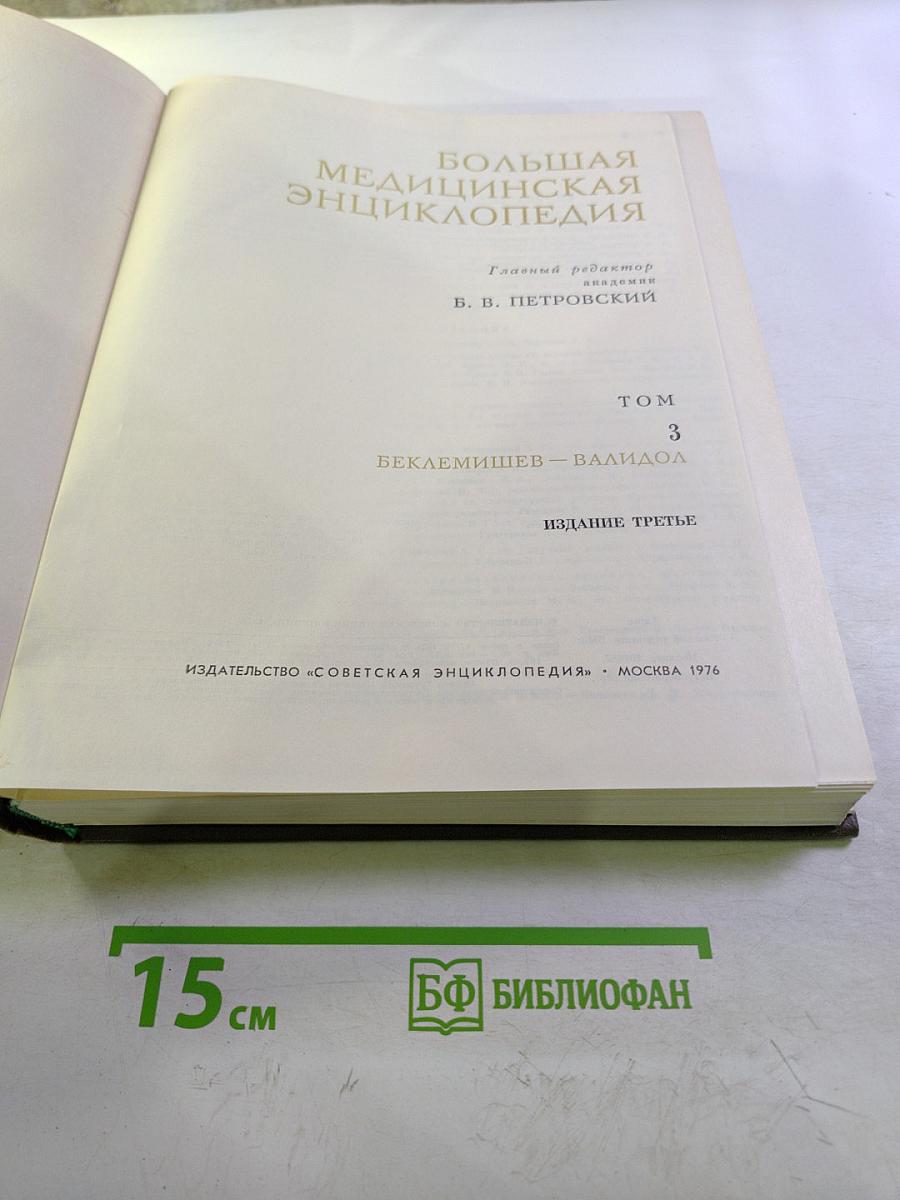 БОЛЬШАЯ
МЕДИЦИНСКАЯ
ЭНЦИКЛОПЕДИЯ
Главный редактор
академик
Б. В. ПЕТРОВСКИЙ
ТОМ
3
БЕКЛЕМИШЕВ — ВАЛИДОЛ
ИЗДАНИЕ ТРЕТЬЕ
ИЗДАТЕЛЬСТВО «СОВЕТСКАЯ ЭНЦИКЛОПЕДИЯ» · МОСКВА 1976
15 см
БФ БИБЛИОФАН